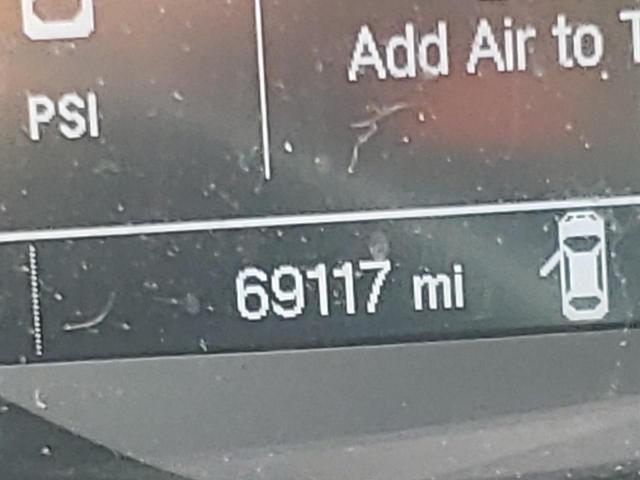 Add Air to
PSI
69117 mi